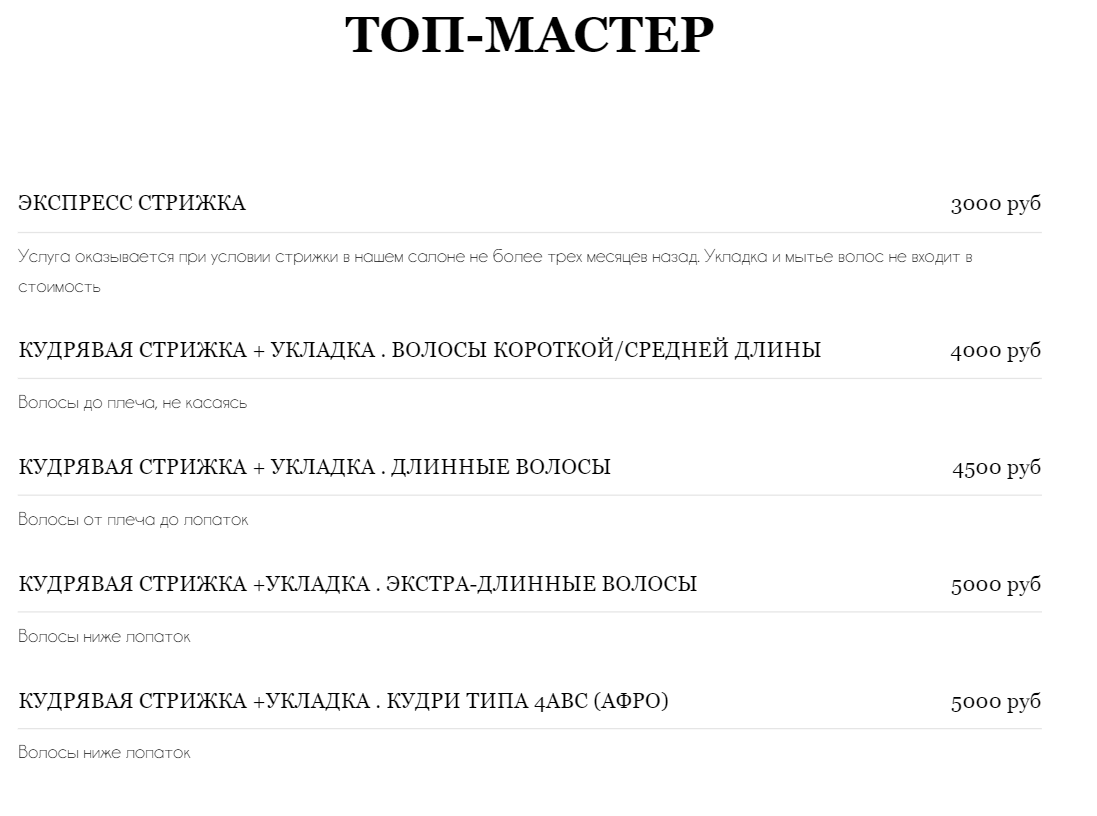 ТОП-МАСТЕР
ЭКСПРЕСС СТРИЖКА 3000 руб
Услуга оказывается при условии стрижки в нашем салоне не более трех месяцев назад. Укладка и мытье волос не входит в
стоимость
КУДРЯВАЯ СТРИЖКА + УКЛАДКА . ВОЛОСЫ КОРОТКОЙ/СРЕДНЕЙ ДЛИНЫ 4000 руб
Волосы до плеча, не касаясь
КУДРЯВАЯ СТРИЖКА + УКЛАДКА . ДЛИННЫЕ ВОЛОСЫ 4500 руб
Волосы от плеча до лопаток
КУДРЯВАЯ СТРИЖКА +УКЛАДКА . ЭКСТРА-ДЛИННЫЕ ВОЛОСЫ 5000 руб
Волосы ниже лопаток
КУДРЯВАЯ СТРИЖКА +УКЛАДКА . КУДРИ ТИПА 4АВС (АФРО) 5000 руб
Волосы ниже лопаток